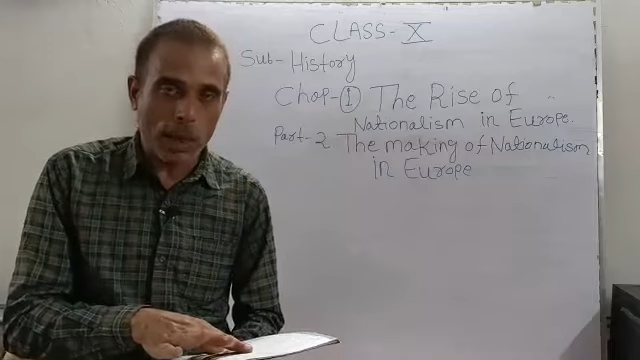 CLASS-X
Sub- History
Chap-① The Rise of
Nationalism in Europe.
Part-2 The making of Nationalism
in Europe